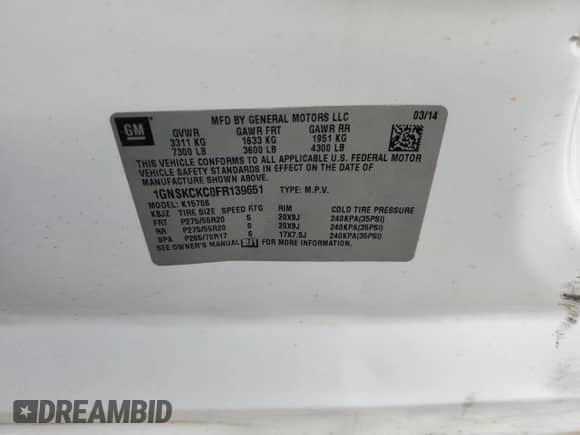 GM
MFD BY GENERAL MOTORS LLC 03/14
GVWR GAWR FRT GAWR RR
3311 KG 1633 KG 1951 KG
7300 LB 3600 LB 4300 LB
THIS VEHICLE CONFORMS TO ALL APPLICABLE U.S. FEDERAL MOTOR
VEHICLE SAFETY STANDARDS IN EFFECT ON THE DATE OF
MANUFACTURE SHOWN ABOVE.
1GNSKCKC0FR139651 TYPE: M.P.V.
MODEL: K15706
TIRE SIZE SPEED RTG RIM COLD TIRE PRESSURE
FRT P275/55R20 S 20X9J 240KPA(35PSI)
RR P275/55R20 20X9J 240KPA(35PSI)
SPA P265/70R17 17X7.5J 240KPA(35PSI)
SEE OWNER'S MANUAL FOR MORE INFORMATION.
DREAMBID